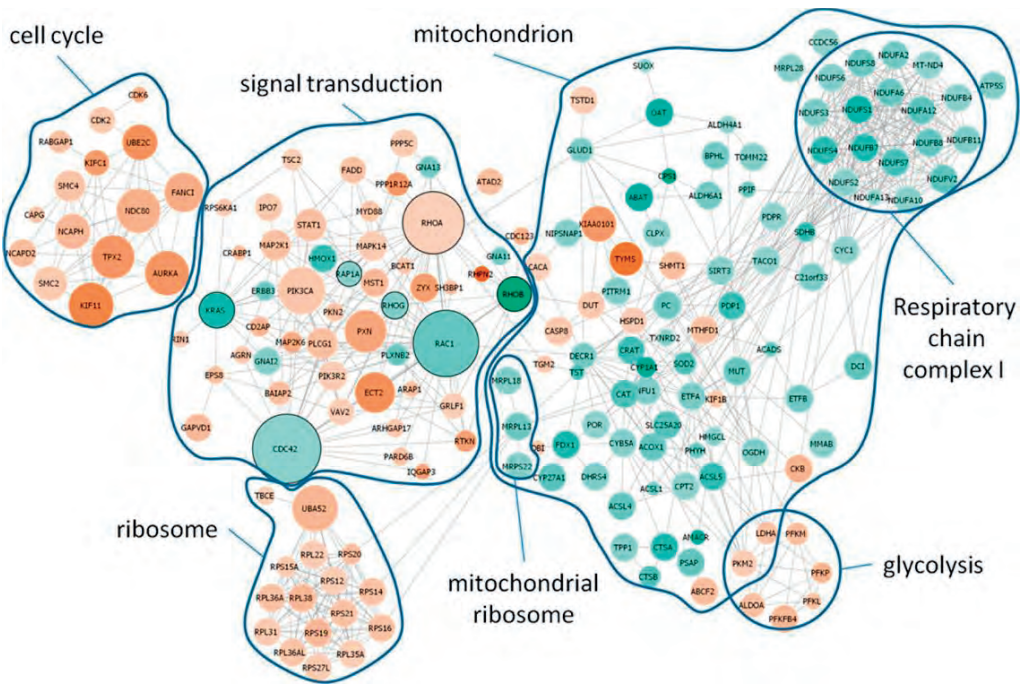 cell cycle
signal transduction
mitochondrion
CDK6
CDK2
RABGAP1
UBE2C
KIFC1
SMC4
FANCI
CAPG
NDC80
NCAPH
NCAPD2
TPX2
AURKA
SMC2
KIF11
PPP5C
TSC2
FADD
GNA13
PPP1R12A
ATAD2
RPS6KA1
IPO7
MYD88
STAT1
RHOA
MAP2K1
MAPK14
CDC123
CRABP1
HMOX1
BCAT1
GNA11
RAP1A
RHPN2
CACA
ERBB3
PIK3CA
MST1
ZYX
SH3BP1
RHOB
KRAS
PKN2
RHOG
CD2AP
PXN
RAC1
RIN1
MAP2K6
PLCG1
AGRN
GNAI2
PLXNB2
EPS8
PIK3R2
BAIAP2
ECT2
ARAP1
VAV2
GRLF1
GAPVD1
ARHGAP17
CDC42
RTKN
PARD6B
IQGAP3
SUOX
TSTD1
OAT
ALDH4A1
GLUD1
BPHL
TOMM22
CPS1
ABAT
ALDH6A1
PPIF
KIAA0101
PDPR
NIPSNAP1
CLPX
SDHB
CYC1
TYMS
SHMT1
SIRT3
TACO1
C21orf33
PITRM1
DUT
PC
PDP1
CASP8
HSPD1
TXNRD2
MTHFD1
TGM2
DECR1
CRAT
SOD2
ACADS
TST
CYP1A1
MUT
DCI
CAT
NFU1
ETFA
KIF1B
ETFB
POR
SLC25A20
FDX1
CYB5A
ACOX1
HMGCL
PHYH
OGDH
MMAB
CYP27A1
DHRS4
CPT2
ACSL5
CKB
ACSL1
ACSL4
AMACR
TPP1
CTSA
PSAP
CTSB
ABCF2
MRPL18
MRPL13
DBI
MRPS22
CCDC56
MRPL28
NDUFS8
NDUFA2
MT-ND4
NDUFS6
NDUFA6
ATP5S
NDUFS3
NDUFS1
NDUFA12
NDUFB4
NDUFS4
NDUFB7
NDUFB8
NDUFB11
NDUFS7
NDUFS2
NDUFV2
NDUFA13
NDUFA10
Respiratory
chain
complex I
ribosome
TBCE
UBA52
RPL22
RPS20
RPS15A
RPS12
RPS14
RPL36A
RPL38
RPS21
RPL31
RPS19
RPS16
RPL36AL
RPL35A
RPS27L
mitochondrial
ribosome
LDHA
PFKM
PKM2
PFKP
ALDOA
PFKL
PFKFB4
glycolysis